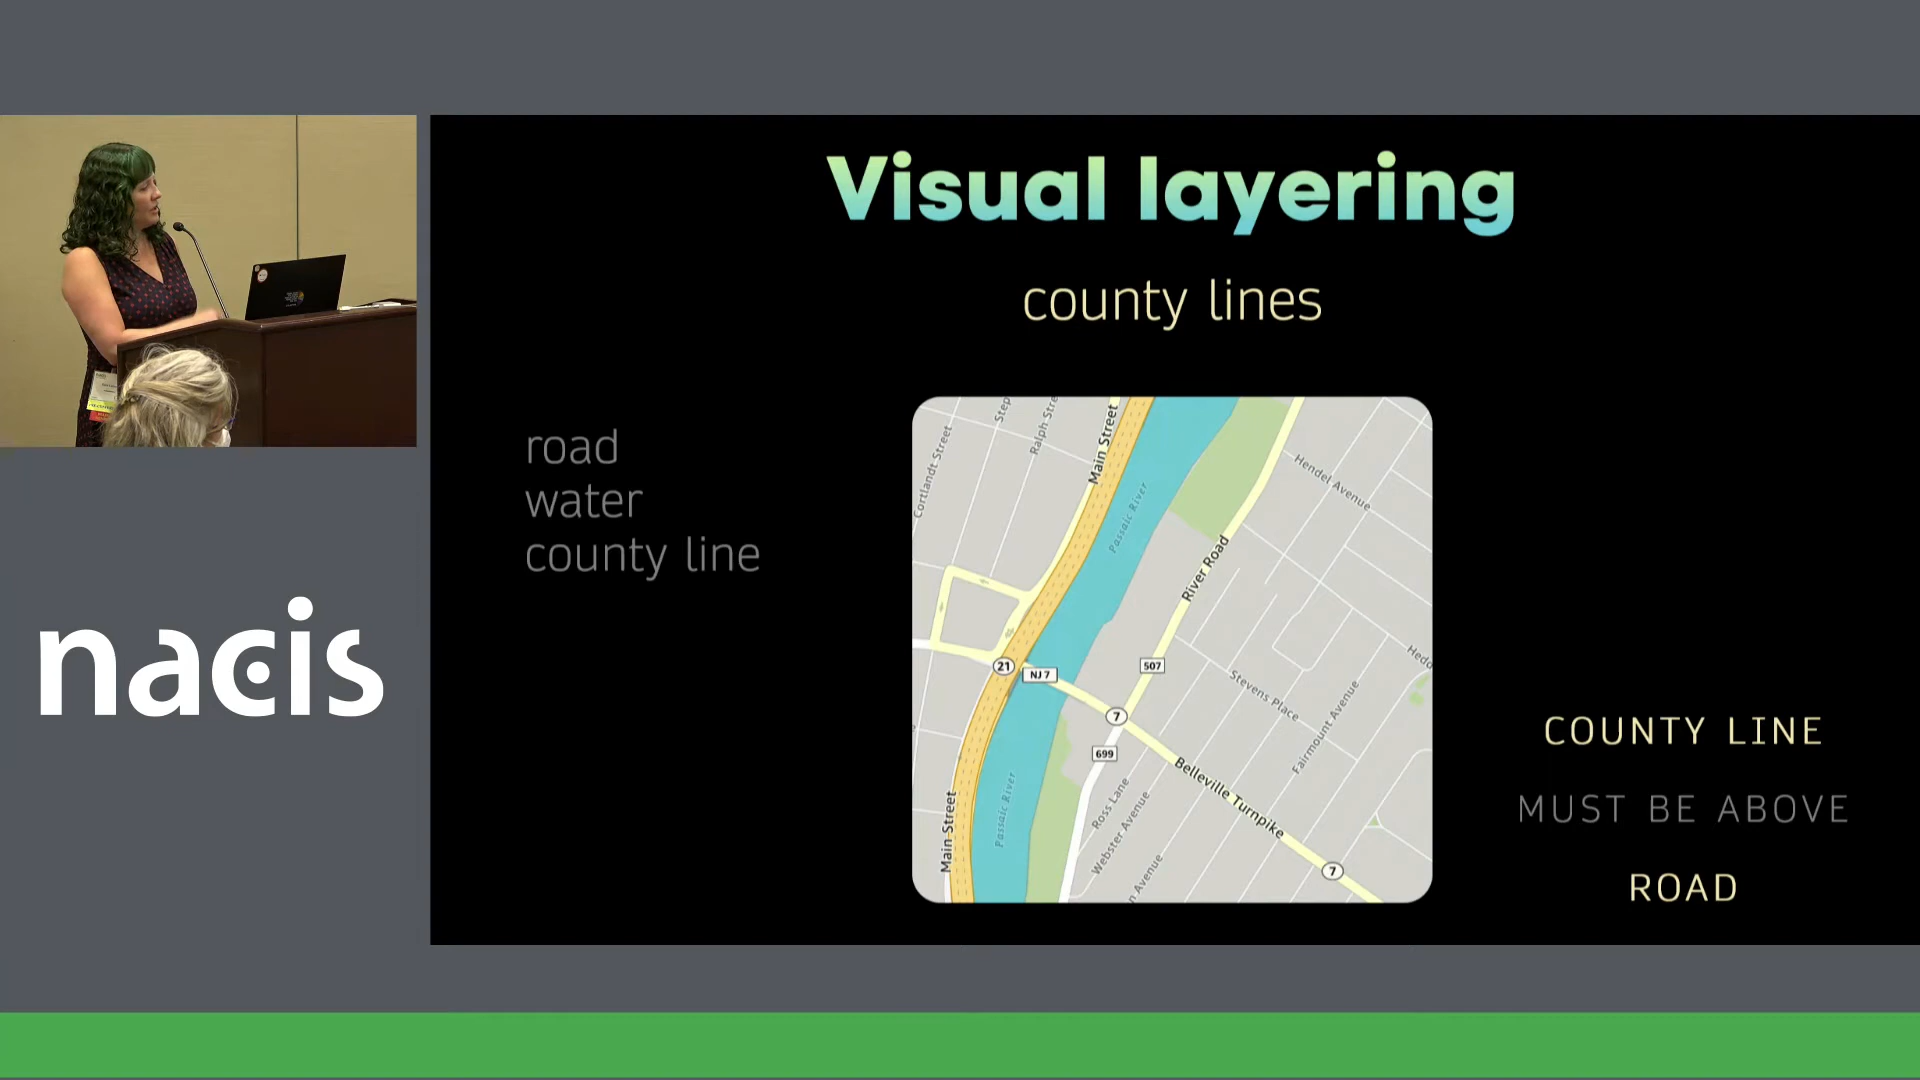 Visual layering
county lines
road
water
county line
Cortlandt Street
Step
Ralph Stre
Main Street
Passaic River
Hendel Avenue
River Road
21
NJ 7
507
Hedd
7
Stevens Place
699
Fairmount Avenue
Belleville Turnpike
Ross Lane
Webster Avenue
Main Street
Passaic River
n Avenue
7
COUNTY LINE
MUST BE ABOVE
ROAD
nacis